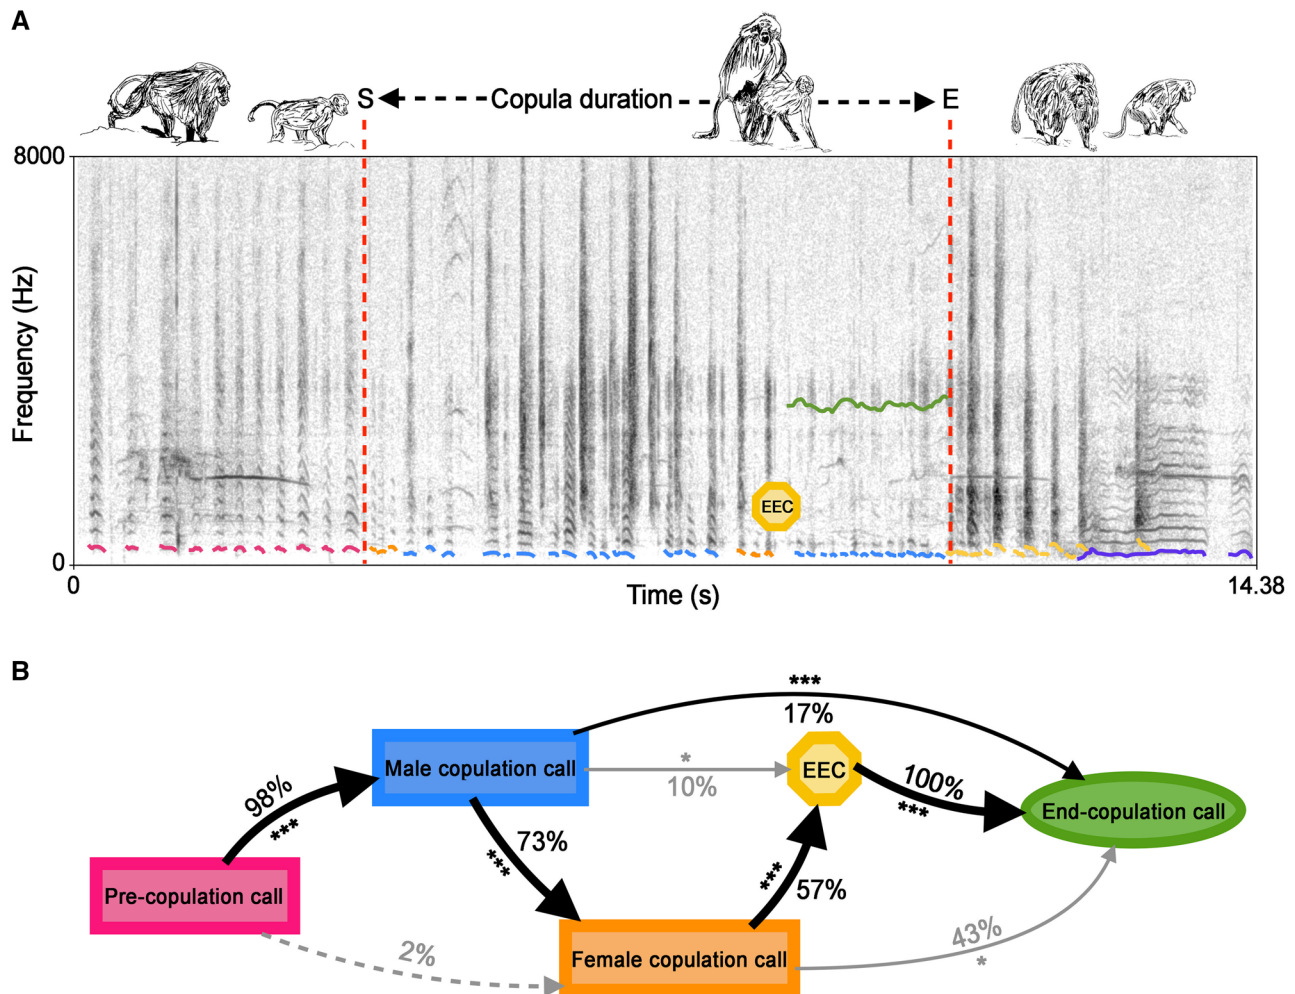 A
S Copula duration E
8000
Frequency (Hz)
EEC
0
0 14.38
Time (s)
B
***
17%
Male copulation call
*
10%
EEC
100%
***
End-copulation call
98%
***
73%
***
***
57%
Pre-copulation call
2%
Female copulation call
43%
*